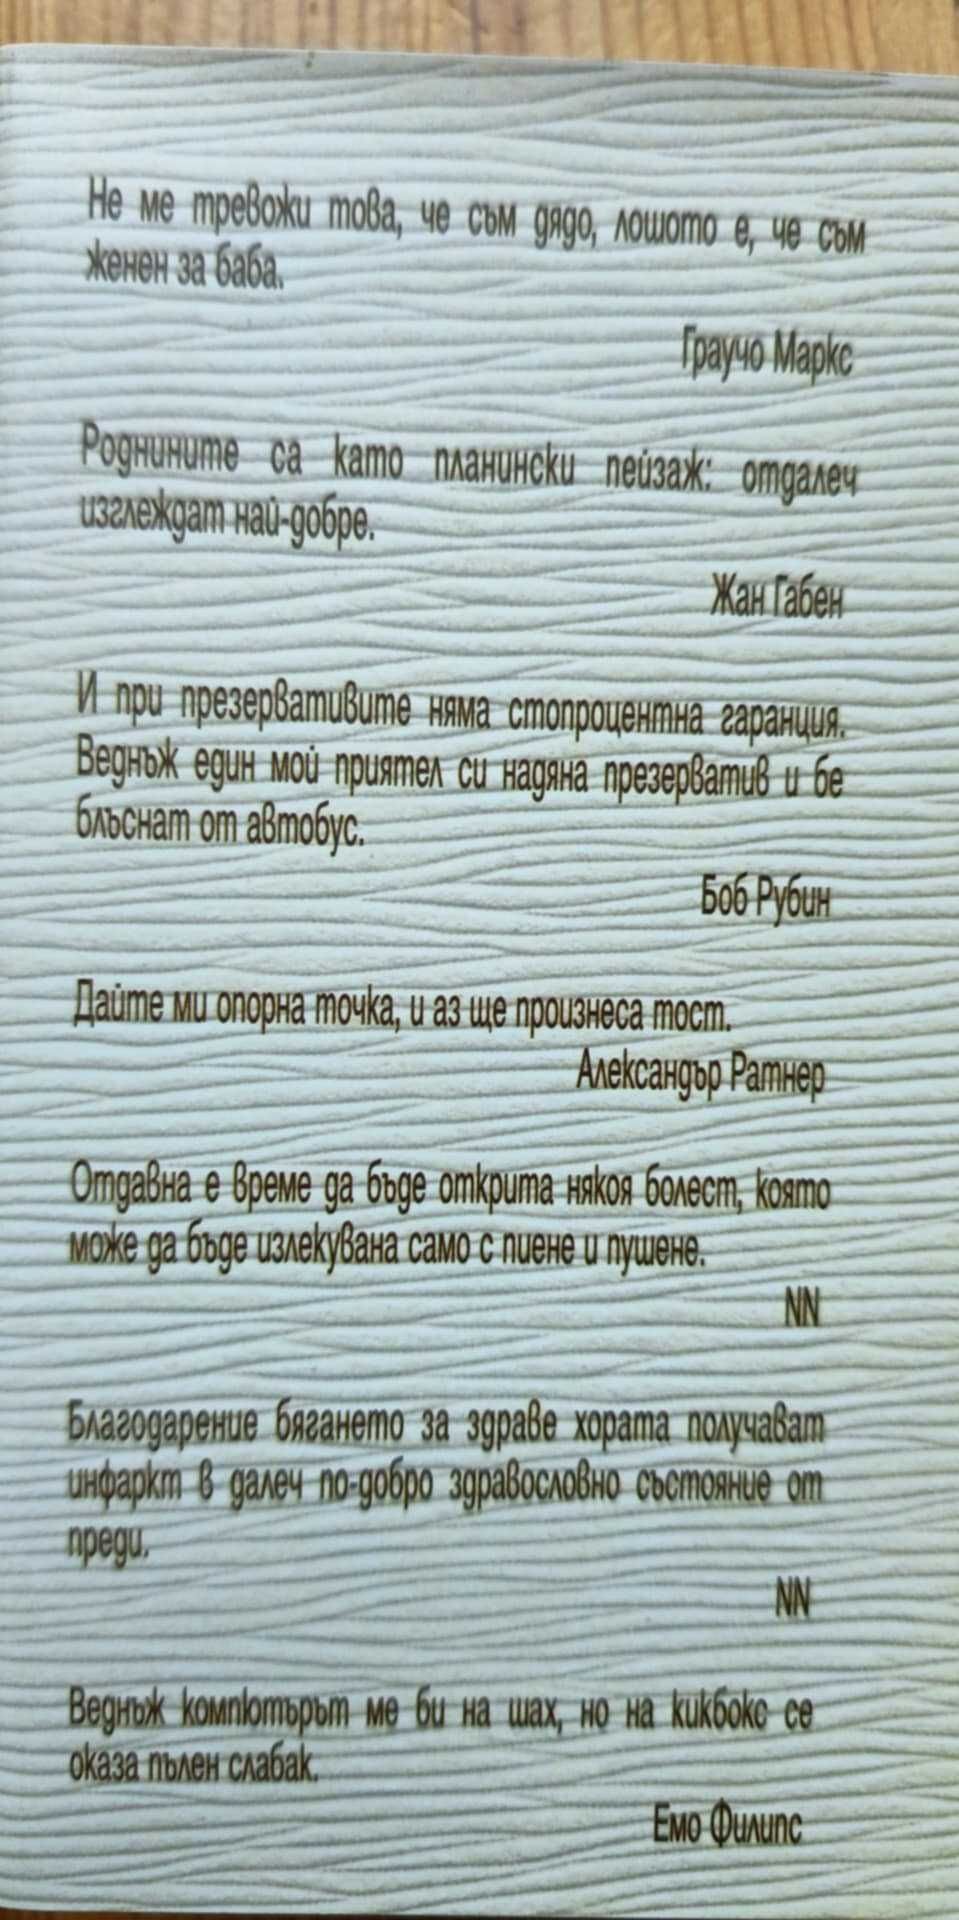 Не ме тревожи това, че съм дядо, лошото е, че съм
женен за баба.
Граучо Маркс
Роднините са като планински пейзаж: отдалеч
изглеждат най-добре.
Жан Габен
И при презервативите няма стопроцентна гаранция.
Веднъж един мой приятел си надяна презерватив и бе
блъснат от автобус.
Боб Рубин
Дайте ми опорна точка, и аз ще произнеса тост.
Александър Ратнер
Отдавна е време да бъде открита някоя болест, която
може да бъде излекувана само с пиене и пушене.
NN
Благодарение бягането за здраве хората получават
инфаркт в далеч по-добро здравословно състояние от
преди.
NN
Веднъж компютърът ме би на шах, но на кикбокс се
оказа пълен слабак.
Емо Филипс